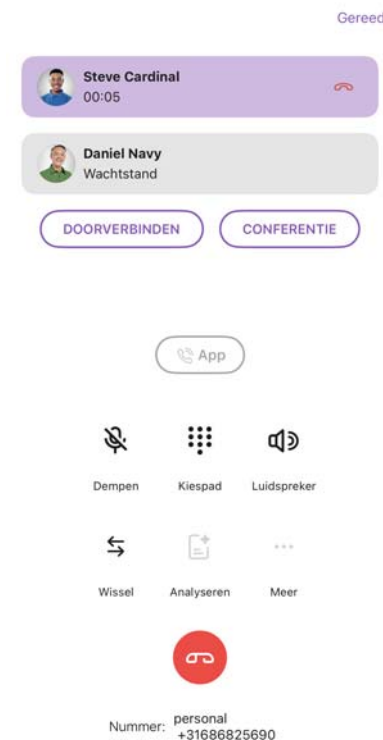 Gereed
Steve Cardinal
00:05
Daniel Navy
Wachtstand
DOORVERBINDEN CONFERENTIE
App
Dempen Kiespad Luidspreker
Wissel Analyseren Meer
Nummer: personal
+31686825690